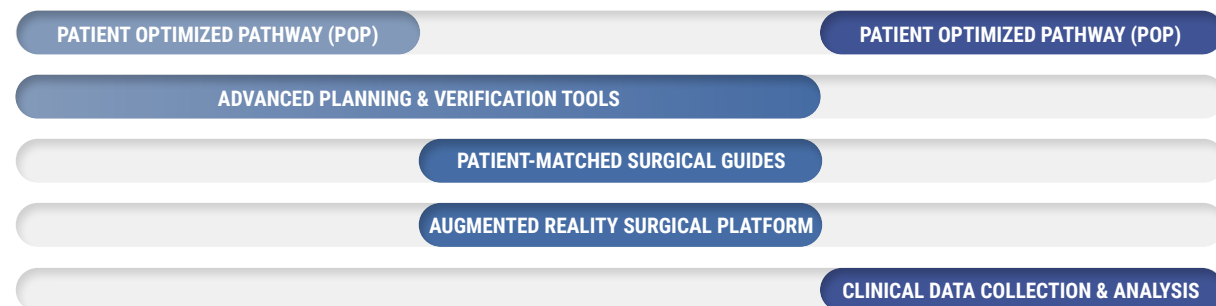 PATIENT OPTIMIZED PATHWAY (POP)
PATIENT OPTIMIZED PATHWAY (POP)
ADVANCED PLANNING & VERIFICATION TOOLS
PATIENT-MATCHED SURGICAL GUIDES
AUGMENTED REALITY SURGICAL PLATFORM
CLINICAL DATA COLLECTION & ANALYSIS